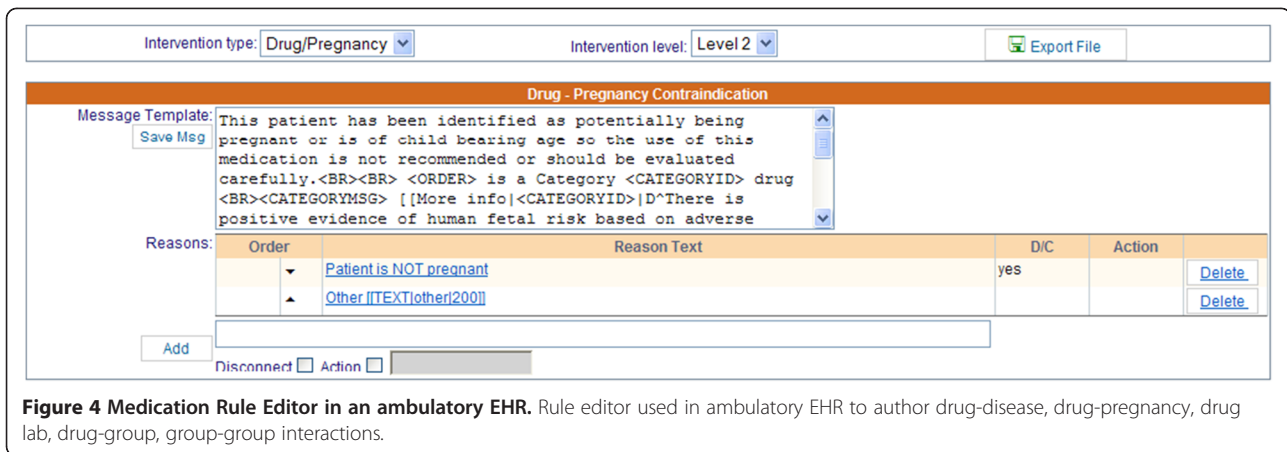 Intervention type: Drug/Pregnancy Intervention level: Level 2 Export File
Drug - Pregnancy Contraindication
Message Template:
Save Msg
This patient has been identified as potentially being
pregnant or is of child bearing age so the use of this
medication is not recommended or should be evaluated
carefully.<BR><BR> <ORDER> is a Category <CATEGORYID> drug
<BR><CATEGORYMSG> [[More info|<CATEGORYID>|D^There is
positive evidence of human fetal risk based on adverse
Reasons: Order Reason Text D/C Action
Patient is NOT pregnant yes Delete
Other [[TEXT|other|200]] Delete
Add
Disconnect Action
Figure 4 Medication Rule Editor in an ambulatory EHR. Rule editor used in ambulatory EHR to author drug-disease, drug-pregnancy, drug
lab, drug-group, group-group interactions.